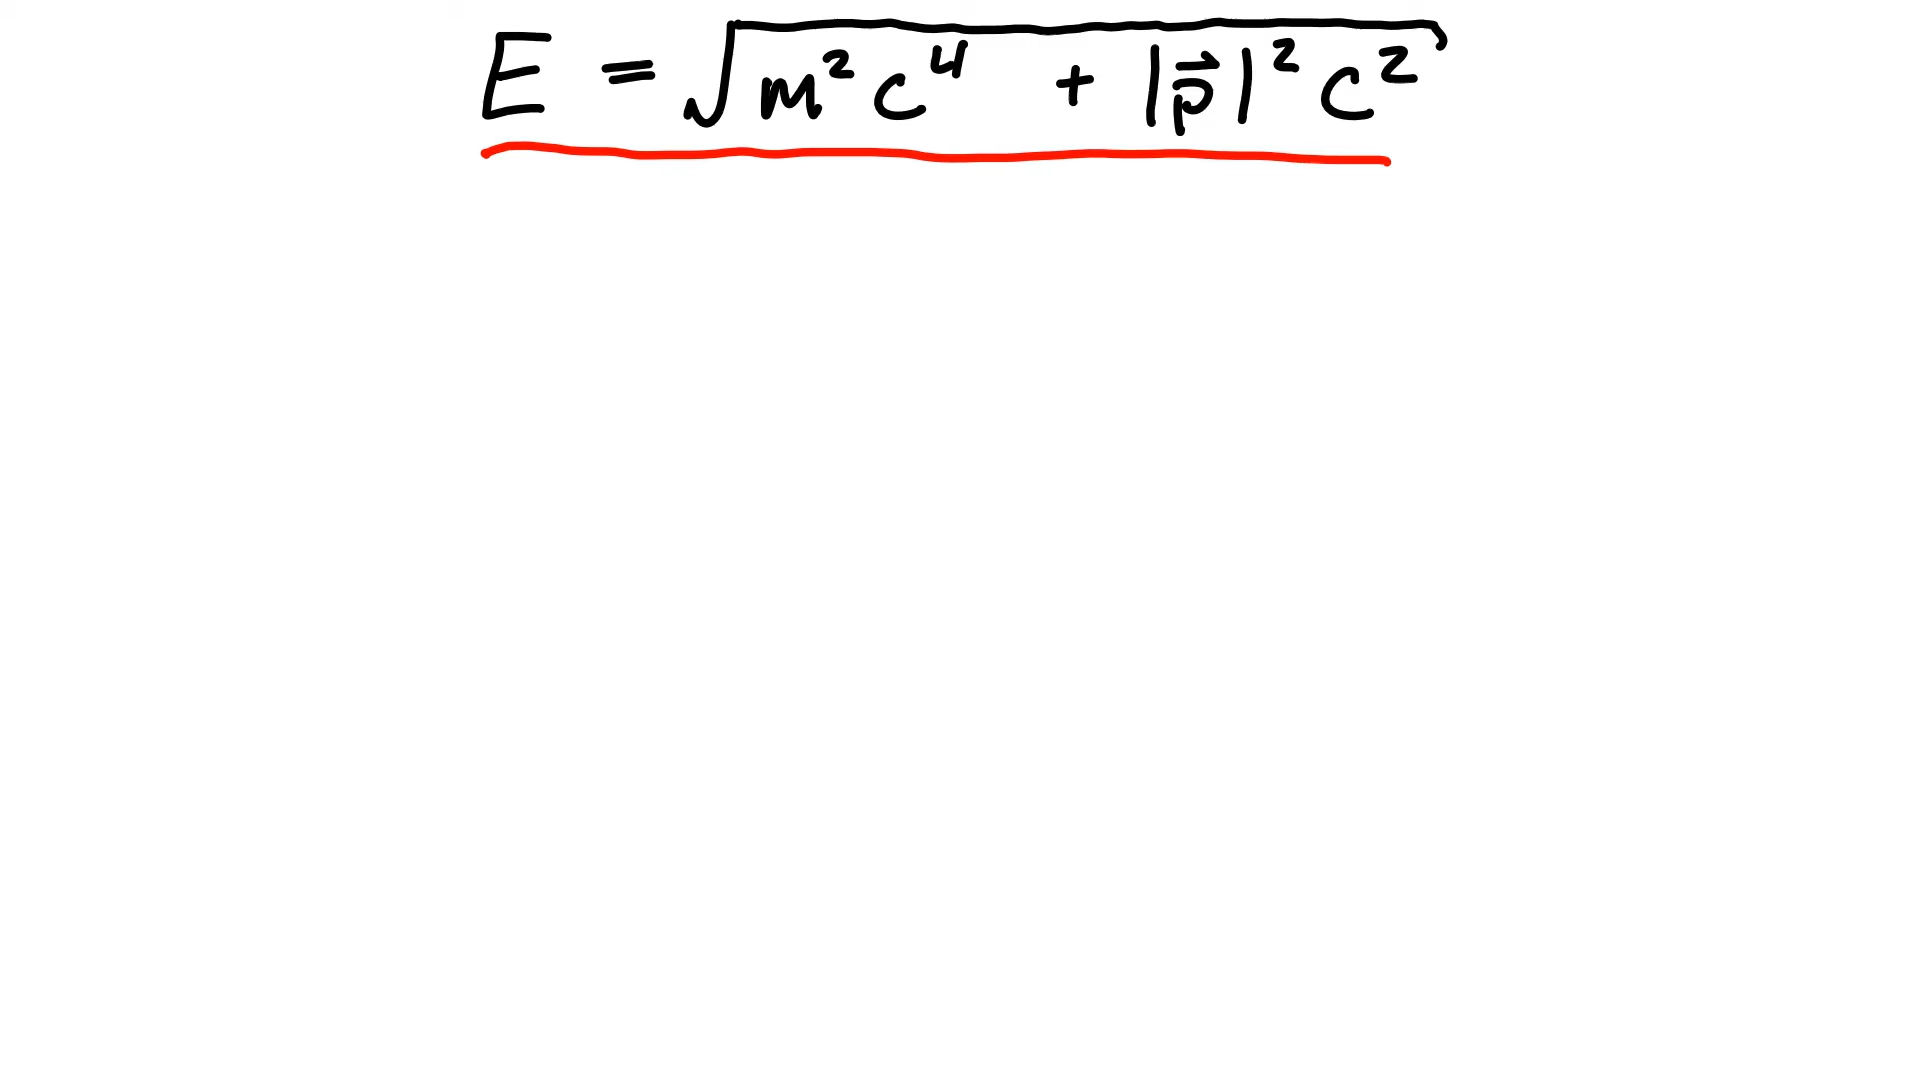 E = √(m²c⁴ + |p⃗|²c²)